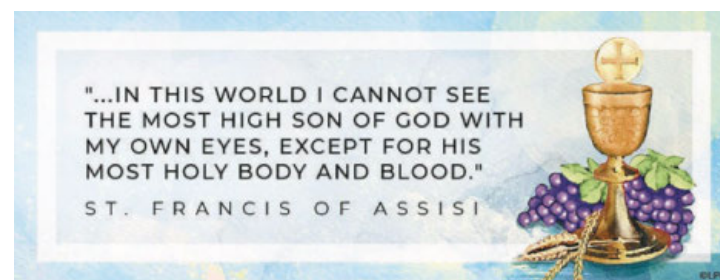 "...IN THIS WORLD I CANNOT SEE
THE MOST HIGH SON OF GOD WITH
MY OWN EYES, EXCEPT FOR HIS
MOST HOLY BODY AND BLOOD."
ST. FRANCIS OF ASSISI